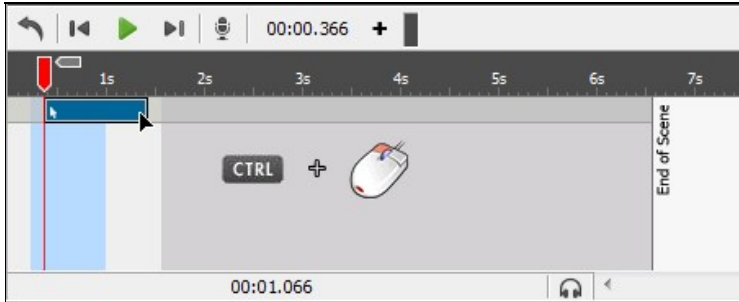 00:00.366
1s 2s 3s 4s 5s 6s 7s
End of Scene
CTRL
00:01.066